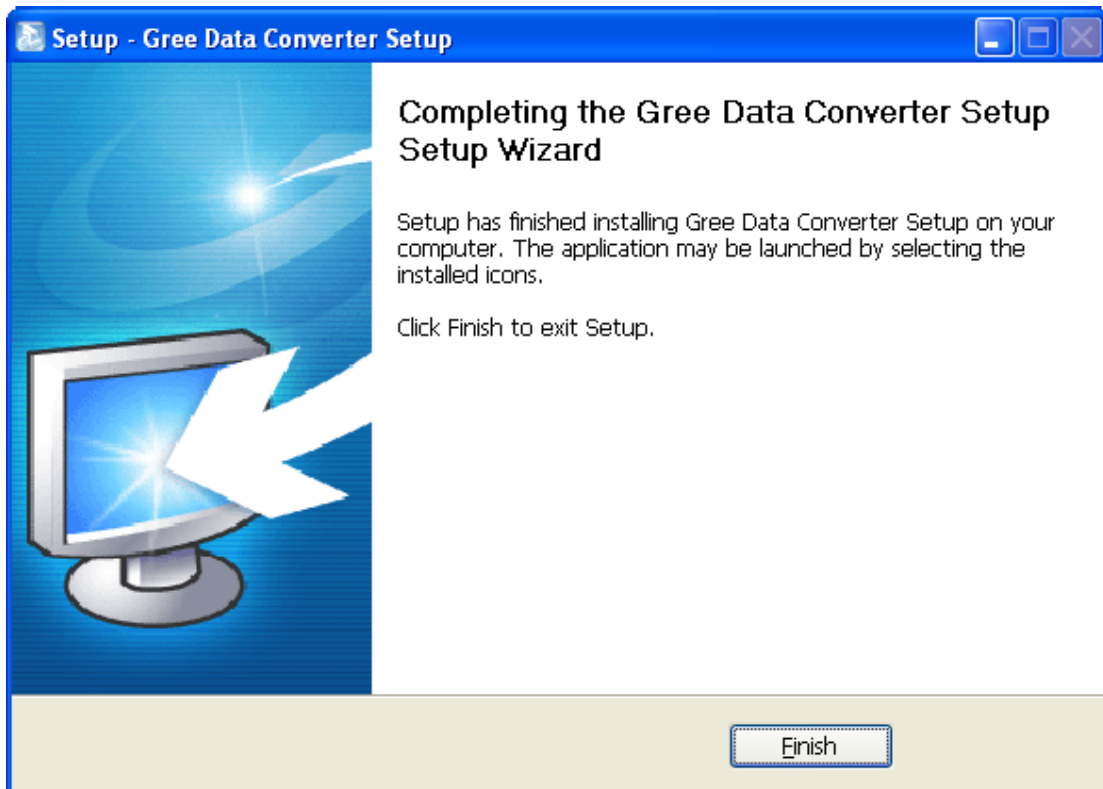 Setup - Gree Data Converter Setup
Completing the Gree Data Converter Setup
Setup Wizard
Setup has finished installing Gree Data Converter Setup on your
computer. The application may be launched by selecting the
installed icons.
Click Finish to exit Setup.
Finish